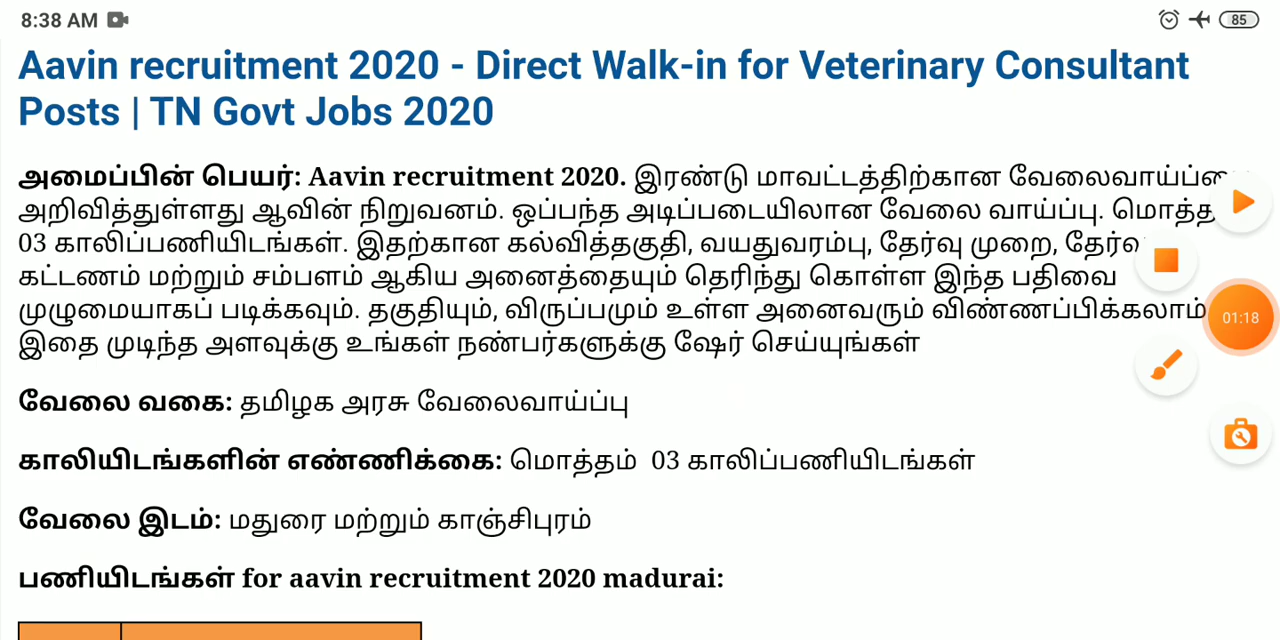 8:38 AM
85
Aavin recruitment 2020 - Direct Walk-in for Veterinary Consultant
Posts | TN Govt Jobs 2020
அமைப்பின் பெயர்: Aavin recruitment 2020. இரண்டு மாவட்டத்திற்கான
அறிவித்துள்ளது ஆவின் நிறுவனம். ஒப்பந்த அடிப்படையிலான வேலை வாய்ப்பு.
03 காலிப்பணியிடங்கள். இதற்கான கல்வித்தகுதி, வயதுவரம்பு, தேர்வு முறை,
கட்டணம் மற்றும் சம்பளம் ஆகிய அனைத்தையும் தெரிந்து கொள்ள இந்த பதிவை
முழுமையாகப் படிக்கவும். தகுதியும், விருப்பமும் உள்ள அனைவரும் விண்ணப்பிக்கலாம்
01:18
இதை முடிந்த அளவுக்கு உங்கள் நண்பர்களுக்கு ஷேர் செய்யுங்கள்
வேலை வகை: தமிழக அரசு வேலைவாய்ப்பு
காலியிடங்களின் எண்ணிக்கை: மொத்தம் 03 காலிப்பணியிடங்கள்
வேலை இடம்: மதுரை மற்றும் காஞ்சிபுரம்
பணியிடங்கள் for aavin recruitment 2020 madurai: